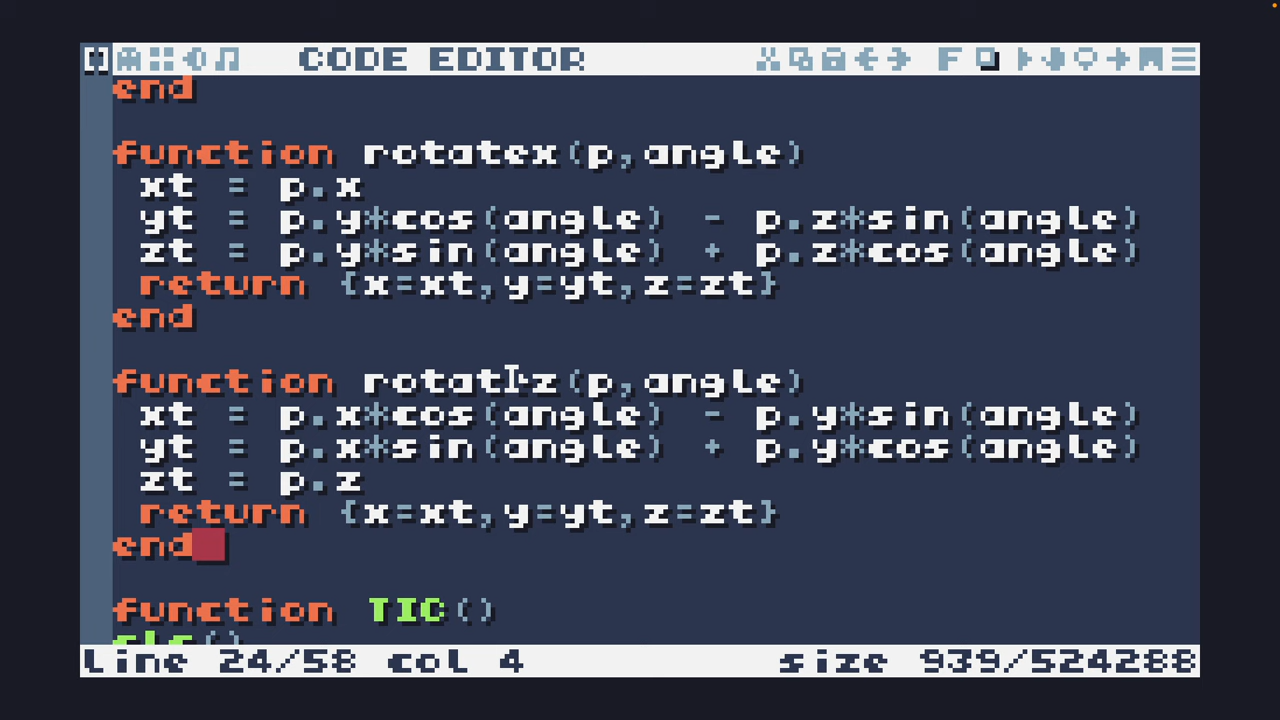 CODE EDITOR
end
function rotatex(p,angle)
xt = p.x
yt = p.y*cos(angle) - p.z*sin(angle)
zt = p.y*sin(angle) + p.z*cos(angle)
return {x=xt,y=yt,z=zt}
end
function rotatez(p,angle)
xt = p.x*cos(angle) - p.y*sin(angle)
yt = p.x*sin(angle) + p.y*cos(angle)
zt = p.z
return {x=xt,y=yt,z=zt}
end
function TIC()
cls()
line 24/58 col 4 size 939/524288